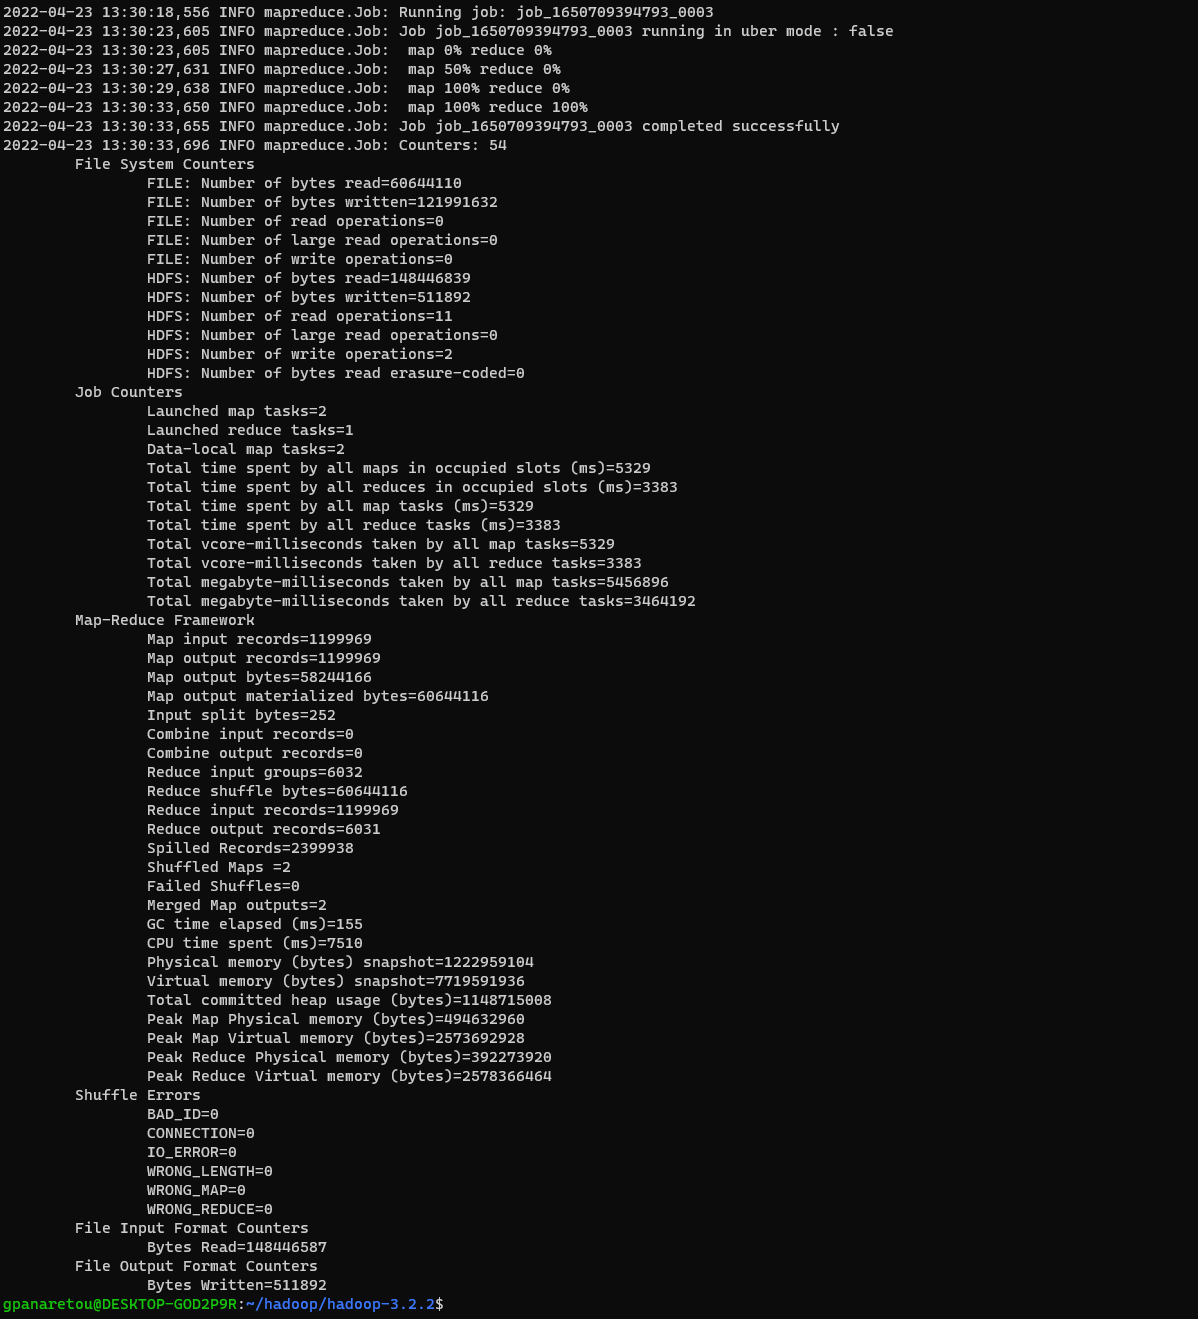 2022-04-23 13:30:18,556 INFO mapreduce.Job: Running job: job_1650709394793_0003
2022-04-23 13:30:23,605 INFO mapreduce.Job: Job job_1650709394793_0003 running in uber mode : false
2022-04-23 13:30:23,605 INFO mapreduce.Job:  map 0% reduce 0%
2022-04-23 13:30:27,631 INFO mapreduce.Job:  map 50% reduce 0%
2022-04-23 13:30:29,638 INFO mapreduce.Job:  map 100% reduce 0%
2022-04-23 13:30:33,650 INFO mapreduce.Job:  map 100% reduce 100%
2022-04-23 13:30:33,655 INFO mapreduce.Job: Job job_1650709394793_0003 completed successfully
2022-04-23 13:30:33,696 INFO mapreduce.Job: Counters: 54
File System Counters
FILE: Number of bytes read=60644110
FILE: Number of bytes written=121991632
FILE: Number of read operations=0
FILE: Number of large read operations=0
FILE: Number of write operations=0
HDFS: Number of bytes read=148446839
HDFS: Number of bytes written=511892
HDFS: Number of read operations=11
HDFS: Number of large read operations=0
HDFS: Number of write operations=2
HDFS: Number of bytes read erasure-coded=0
Job Counters
Launched map tasks=2
Launched reduce tasks=1
Data-local map tasks=2
Total time spent by all maps in occupied slots (ms)=5329
Total time spent by all reduces in occupied slots (ms)=3383
Total time spent by all map tasks (ms)=5329
Total time spent by all reduce tasks (ms)=3383
Total vcore-milliseconds taken by all map tasks=5329
Total vcore-milliseconds taken by all reduce tasks=3383
Total megabyte-milliseconds taken by all map tasks=5456896
Total megabyte-milliseconds taken by all reduce tasks=3464192
Map-Reduce Framework
Map input records=1199969
Map output records=1199969
Map output bytes=58244166
Map output materialized bytes=60644116
Input split bytes=252
Combine input records=0
Combine output records=0
Reduce input groups=6032
Reduce shuffle bytes=60644116
Reduce input records=1199969
Reduce output records=6031
Spilled Records=2399938
Shuffled Maps =2
Failed Shuffles=0
Merged Map outputs=2
GC time elapsed (ms)=155
CPU time spent (ms)=7510
Physical memory (bytes) snapshot=1222959104
Virtual memory (bytes) snapshot=7719591936
Total committed heap usage (bytes)=1148715008
Peak Map Physical memory (bytes)=494632960
Peak Map Virtual memory (bytes)=2573692928
Peak Reduce Physical memory (bytes)=392273920
Peak Reduce Virtual memory (bytes)=2578366464
Shuffle Errors
BAD_ID=0
CONNECTION=0
IO_ERROR=0
WRONG_LENGTH=0
WRONG_MAP=0
WRONG_REDUCE=0
File Input Format Counters
Bytes Read=148446587
File Output Format Counters
Bytes Written=511892
gpanaretou@DESKTOP-GOD2P9R:~/hadoop/hadoop-3.2.2$